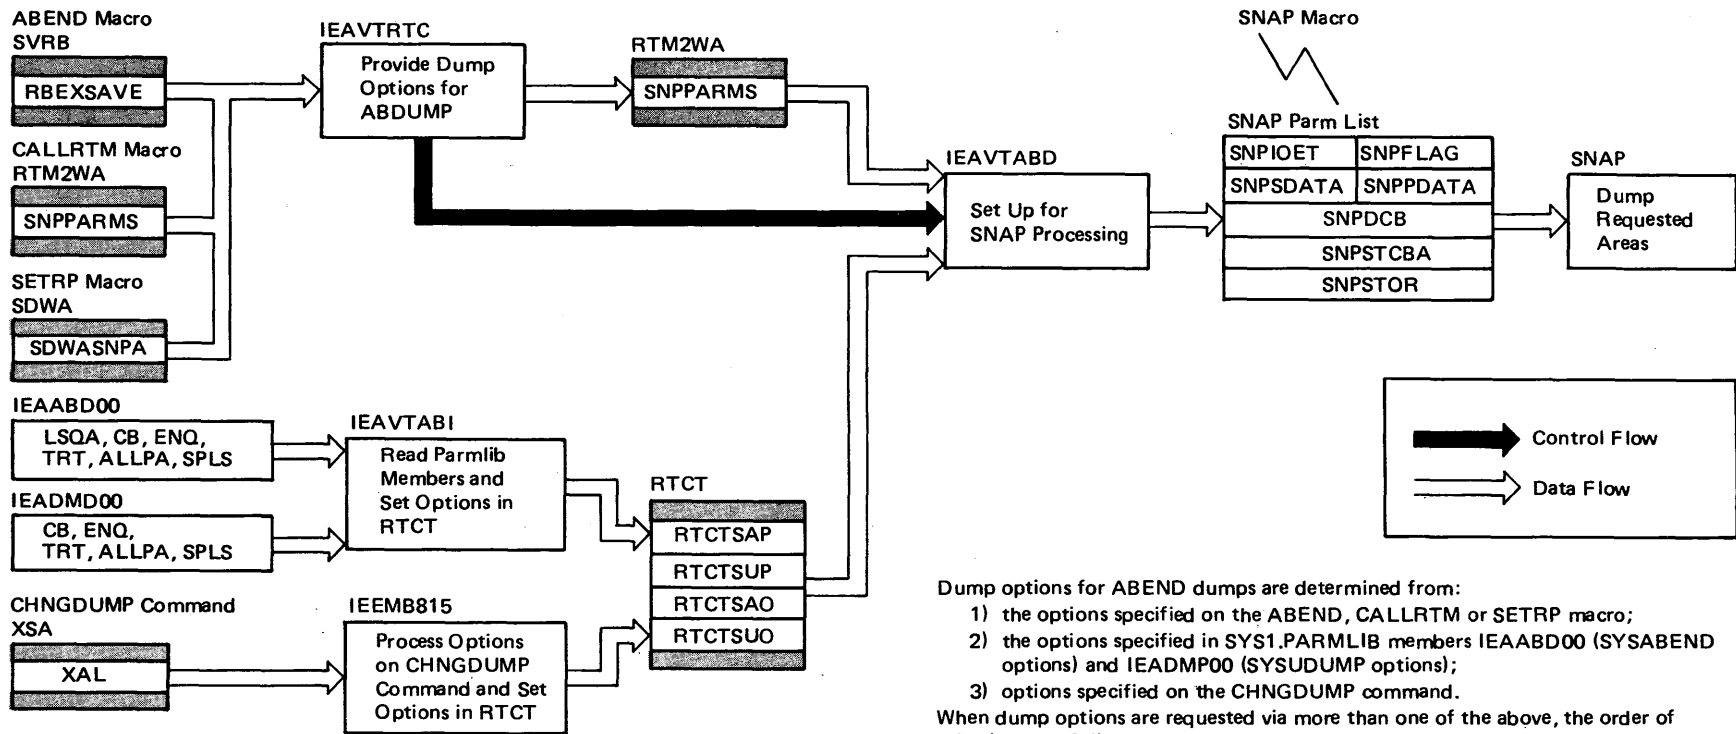 ABEND Macro
SVRB
RBEXSAVE
CALLRTM Macro
RTM2WA
SNPPARMS
SETRP Macro
SDWA
SDWASNPA
IEAVTRTC
Provide Dump
Options for
ABDUMP
RTM2WA
SNPPARMS
IEAABD00
LSQA, CB, ENQ,
TRT, ALLPA, SPLS
IEADMD00
CB, ENQ,
TRT, ALLPA, SPLS
CHNGDUMP Command
XSA
XAL
IEAVTABI
Read Parmlib
Members and
Set Options in
RTCT
IEEMB815
Process Options
on CHNGDUMP
Command and Set
Options in RTCT
RTCT
RTCTSAP
RTCTSUP
RTCTSAO
RTCTSUO
IEAVTABD
Set Up for
SNAP Processing
SNAP Macro
SNAP Parm List
SNPIOET SNPFLAG
SNPSDATA SNPPDATA
SNPDCB
SNPSTCBA
SNPSTOR
SNAP
Dump
Requested
Areas
Control Flow
Data Flow
Dump options for ABEND dumps are determined from:
1) the options specified on the ABEND, CALLRTM or SETRP macro;
2) the options specified in SYS1.PARMLIB members IEAABD00 (SYSABEND
options) and IEADMP00 (SYSUDUMP options);
3) options specified on the CHNGDUMP command.
When dump options are requested via more than one of the above, the order of